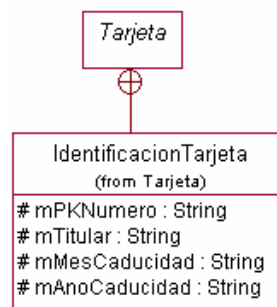 Tarjeta
IdentificacionTarjeta
(from Tarjeta)
# mPKNumero : String
# mTitular : String
# mMesCaducidad : String
# mAnoCaducidad : String